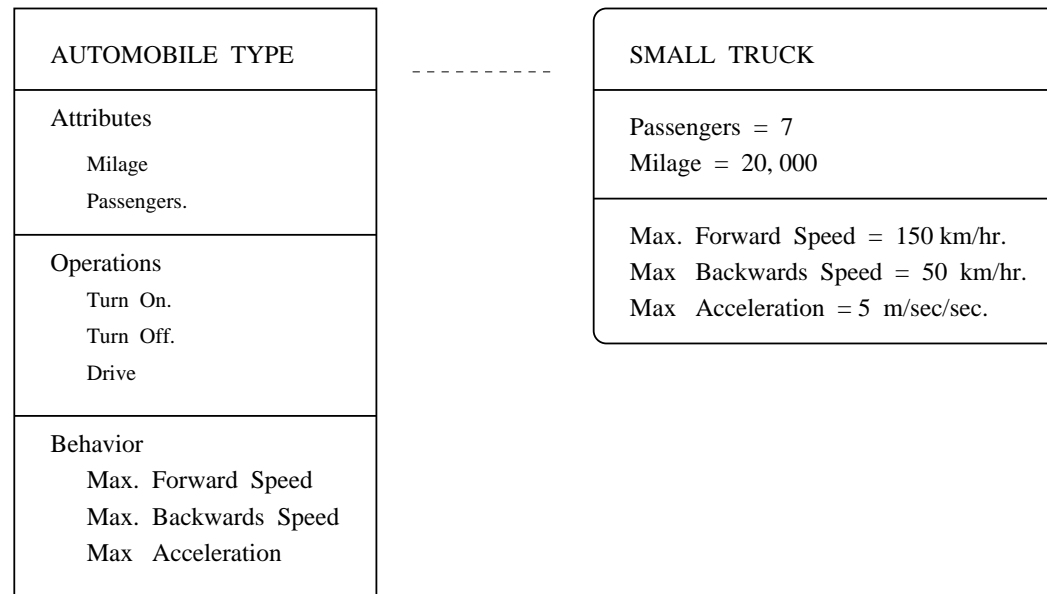 AUTOMOBILE TYPE
Attributes
Milage
Passengers.
Operations
Turn On.
Turn Off.
Drive
Behavior
Max. Forward Speed
Max. Backwards Speed
Max Acceleration
SMALL TRUCK
Passengers = 7
Milage = 20, 000
Max. Forward Speed = 150 km/hr.
Max Backwards Speed = 50 km/hr.
Max Acceleration = 5 m/sec/sec.